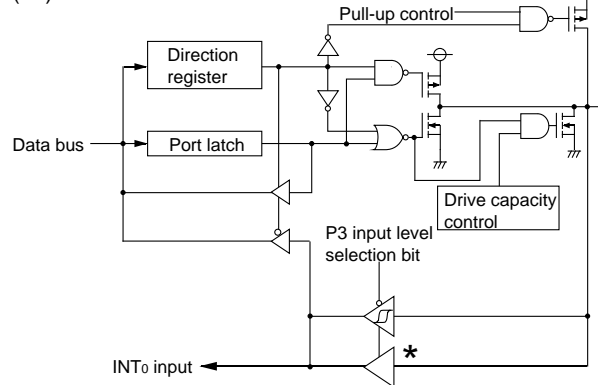 Pull-up control
Direction
register
Data bus
Port latch
Drive capacity
control
P3 input level
selection bit
*
INT0 input